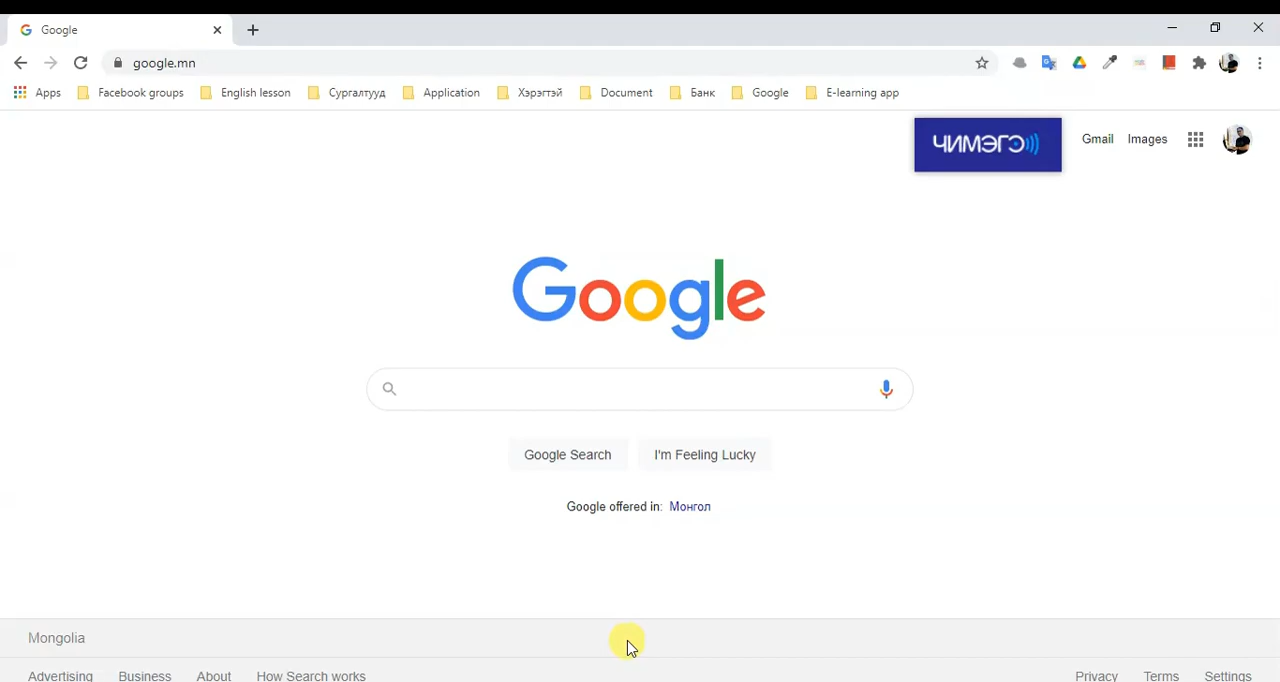 Google
google.mn
Apps Facebook groups English lesson Сургалтууд Application Хэрэгтэй Document Банк Google E-learning app
ЧИМЭГЭ Gmail Images
Google
Google Search I'm Feeling Lucky
Google offered in: Монгол
Mongolia
Advertising Business About How Search works Privacy Terms Settings